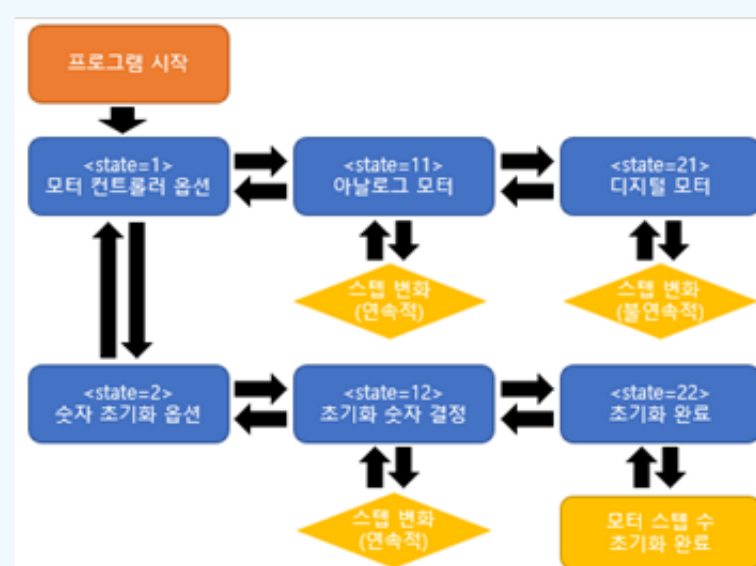 프로그램 시작
<state=1>
모터 컨트롤러 옵션
<state=11>
아날로그 모터
<state=21>
디지털 모터
스텝 변화
(연속적)
스텝 변화
(불연속적)
<state=2>
숫자 초기화 옵션
<state=12>
초기화 숫자 결정
<state=22>
초기화 완료
스텝 변화
(연속적)
모터 스텝 수
초기화 완료